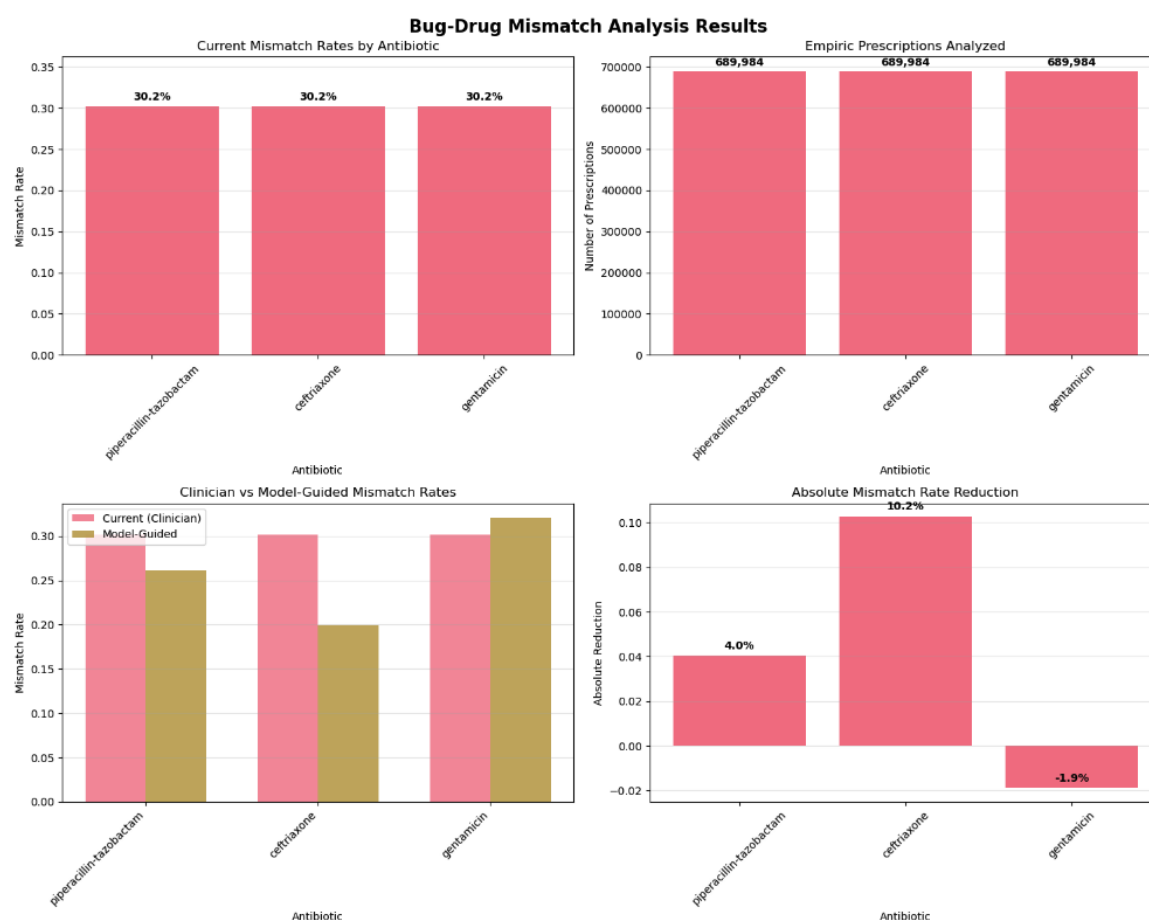 Bug-Drug Mismatch Analysis Results
Current Mismatch Rates by Antibiotic
0.35
0.30
0.25
0.20
0.15
0.10
0.05
0.00
Mismatch Rate
30.2%
30.2%
30.2%
piperacillin-tazobactam
ceftriaxone
gentamicin
Antibiotic
Empiric Prescriptions Analyzed
700000
600000
500000
400000
300000
200000
100000
0
Number of Prescriptions
689,984
689,984
689,984
piperacillin-tazobactam
ceftriaxone
gentamicin
Antibiotic
Clinician vs Model-Guided Mismatch Rates
Current (Clinician)
Model-Guided
0.30
0.25
0.20
0.15
0.10
0.05
0.00
Mismatch Rate
piperacillin-tazobactam
ceftriaxone
gentamicin
Antibiotic
Absolute Mismatch Rate Reduction
0.10
0.08
0.06
0.04
0.02
0.00
−0.02
Absolute Reduction
4.0%
10.2%
-1.9%
piperacillin-tazobactam
ceftriaxone
gentamicin
Antibiotic